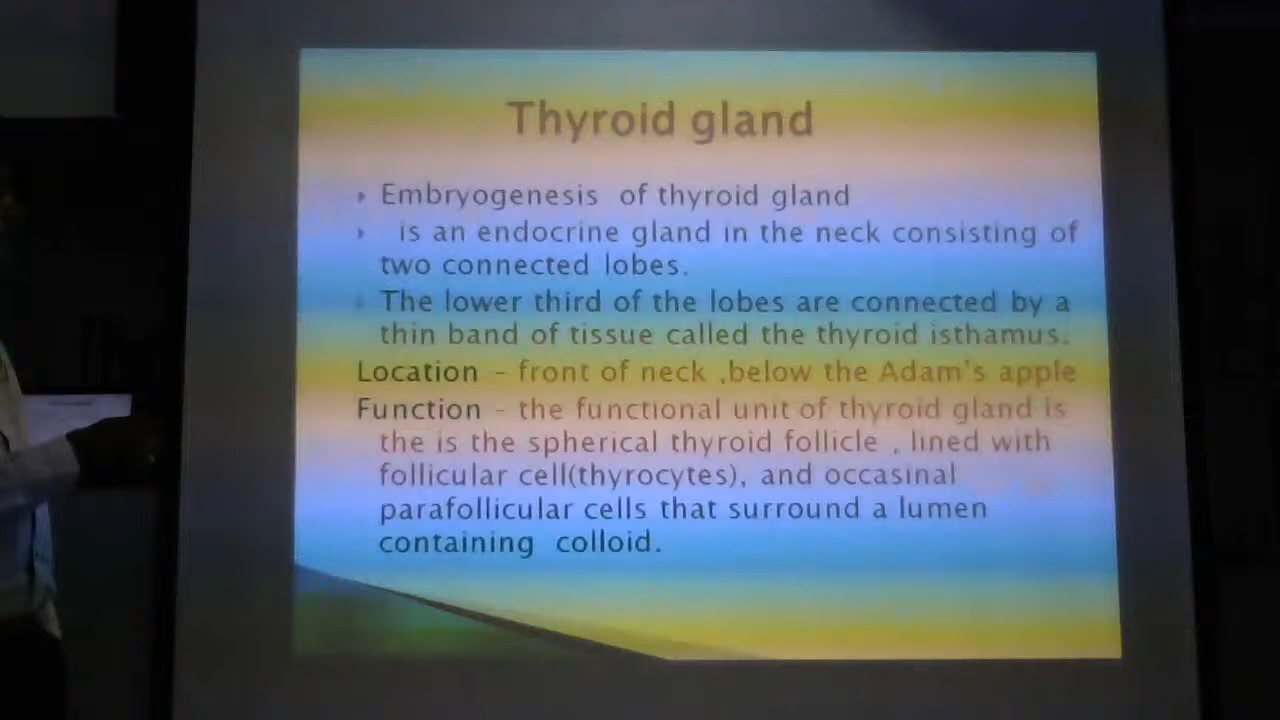 Thyroid gland
Embryogenesis of thyroid gland
is an endocrine gland in the neck consisting of
two connected lobes.
The lower third of the lobes are connected by a
thin band of tissue called the thyroid isthamus.
Location - front of neck ,below the Adam's apple
Function - the functional unit of thyroid gland is
the is the spherical thyroid follicle , lined with
follicular cell(thyrocytes), and occasinal
parafollicular cells that surround a lumen
containing colloid.